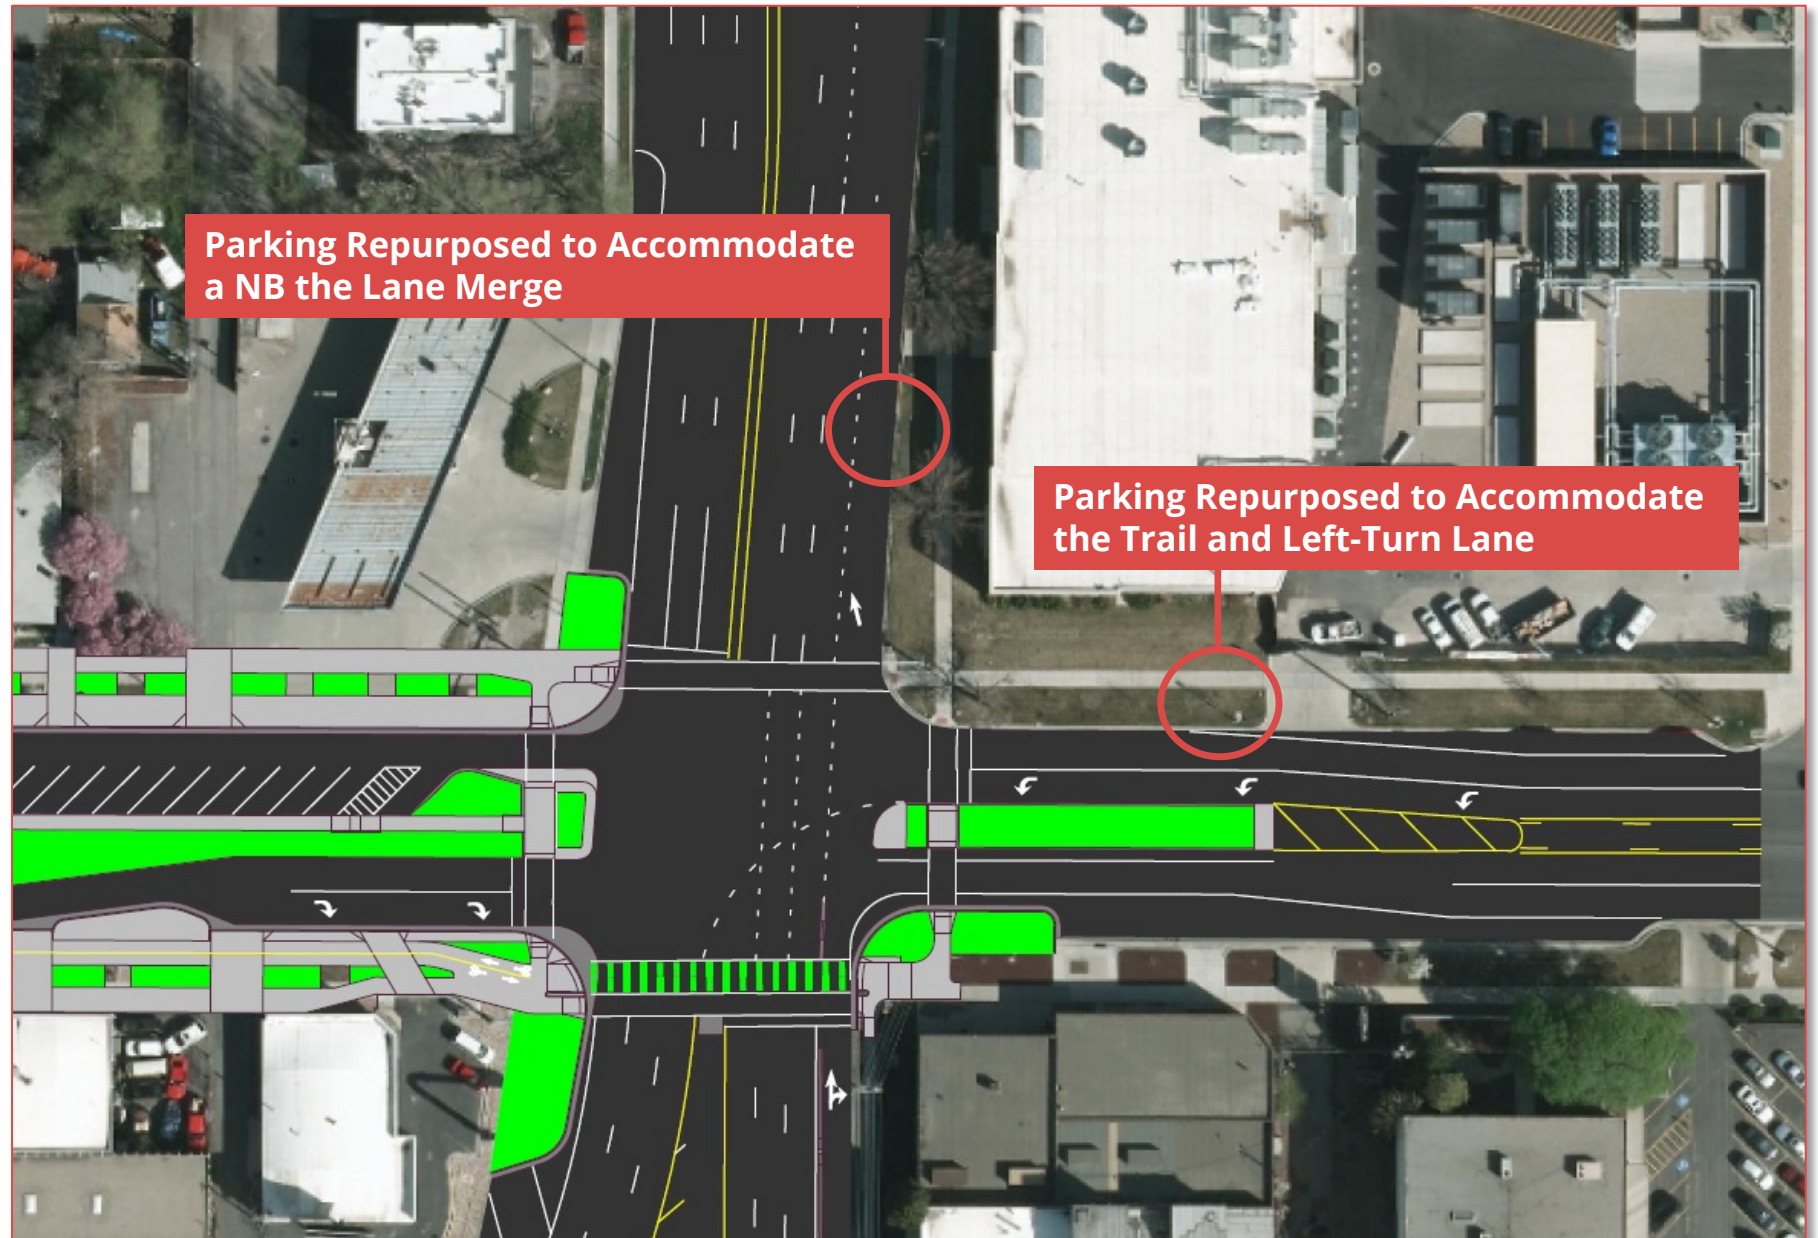 Parking Repurposed to Accommodate
a NB the Lane Merge
Parking Repurposed to Accommodate
the Trail and Left-Turn Lane